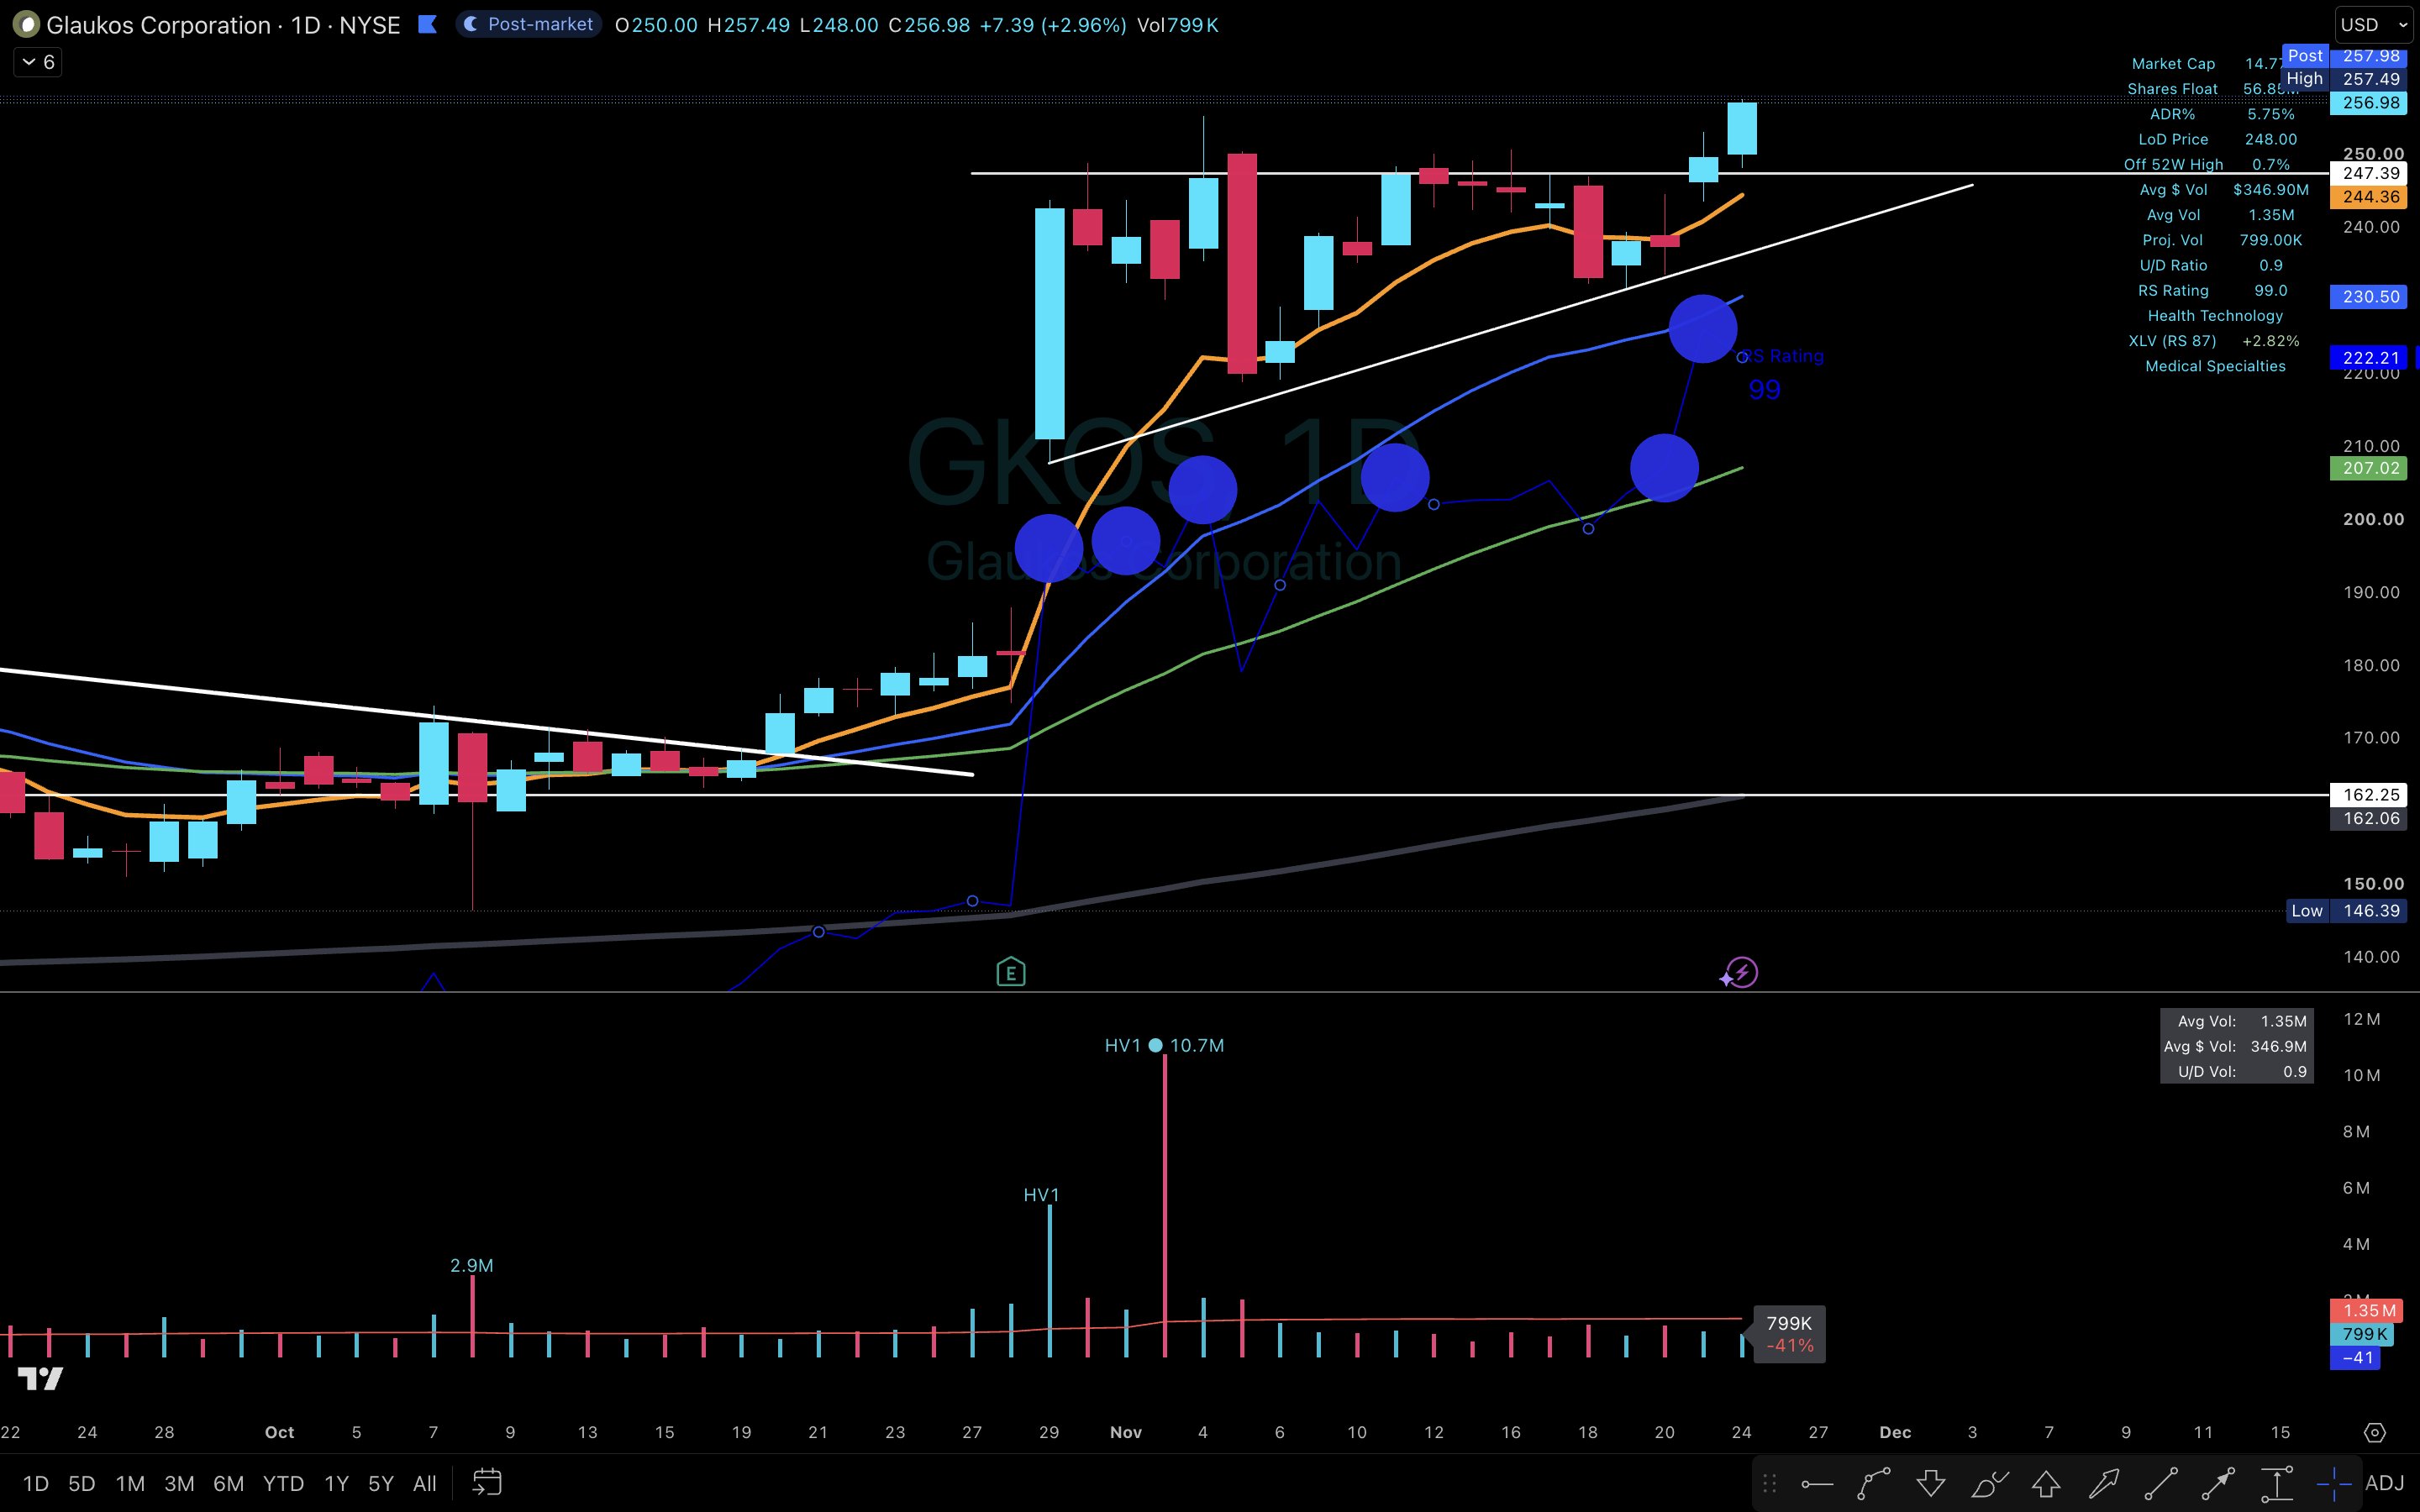 Glaukos Corporation · 1D · NYSE Post-market O250.00 H257.49 L248.00 C256.98 +7.39 (+2.96%) Vol799K
USD
6
Market Cap 14.7
Post 257.98
High 257.49
Shares Float 56.85M
256.98
ADR% 5.75%
LoD Price 248.00
250.00
Off 52W High 0.7%
247.39
Avg $ Vol $346.90M
244.36
Avg Vol 1.35M
240.00
Proj. Vol 799.00K
U/D Ratio 0.9
RS Rating 99.0
230.50
Health Technology
XLV (RS 87) +2.82%
Medical Specialties
222.21
220.00
RS Rating
99
GKOS, 1D
Glaukos Corporation
210.00
207.02
200.00
190.00
180.00
170.00
162.25
162.06
150.00
Low 146.39
140.00
E
Avg Vol: 1.35M
Avg $ Vol: 346.9M
U/D Vol: 0.9
12 M
10 M
8 M
6 M
4 M
2 M
HV1 10.7M
HV1
2.9M
799K
-41%
1.35 M
799 K
−41
22 24 28 Oct 5 7 9 13 15 19 21 23 27 29 Nov 4 6 10 12 16 18 20 24 27 Dec 3 7 9 11 15
1D 5D 1M 3M 6M YTD 1Y 5Y All
ADJ